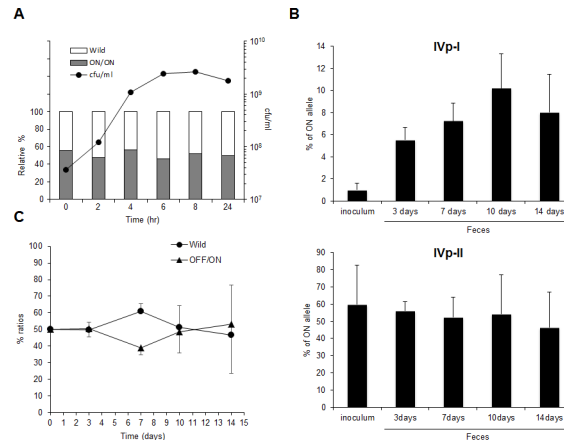 A
Wild
ON/ON
cfu/ml
Relative %
100
80
60
40
20
0
10^10
10^9
10^8
10^7
cfu/ml
0 2 4 6 8 24
Time (hr)
B
IVp-I
% of ON allele
14
12
10
8
6
4
2
0
inoculum 3 days 7 days 10 days 14 days
Feces
IVp-II
% of ON allele
90
80
70
60
50
40
30
20
10
0
inoculum 3days 7days 10days 14days
Feces
C
Wild
OFF/ON
% ratios
100
90
80
70
60
50
40
30
20
10
0
0 1 2 3 4 5 6 7 8 9 10 11 12 13 14 15
Time (days)